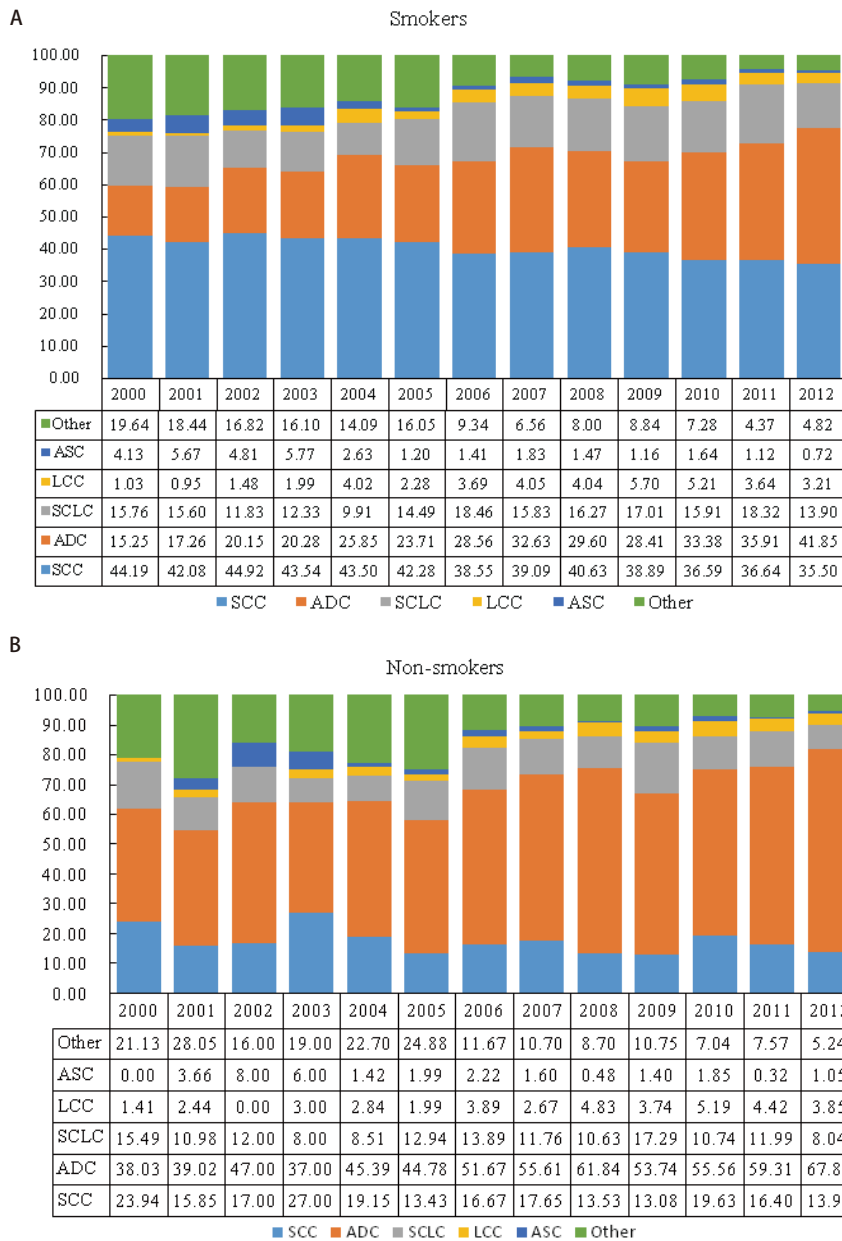 A
Smokers
100.00
90.00
80.00
70.00
60.00
50.00
40.00
30.00
20.00
10.00
0.00
2000 2001 2002 2003 2004 2005 2006 2007 2008 2009 2010 2011 2012
Other 19.64 18.44 16.82 16.10 14.09 16.05 9.34 6.56 8.00 8.84 7.28 4.37 4.82
ASC 4.13 5.67 4.81 5.77 2.63 1.20 1.41 1.83 1.47 1.16 1.64 1.12 0.72
LCC 1.03 0.95 1.48 1.99 4.02 2.28 3.69 4.05 4.04 5.70 5.21 3.64 3.21
SCLC 15.76 15.60 11.83 12.33 9.91 14.49 18.46 15.83 16.27 17.01 15.91 18.32 13.90
ADC 15.25 17.26 20.15 20.28 25.85 23.71 28.56 32.63 29.60 28.41 33.38 35.91 41.85
SCC 44.19 42.08 44.92 43.54 43.50 42.28 38.55 39.09 40.63 38.89 36.59 36.64 35.50
SCC ADC SCLC LCC ASC Other
B
Non-smokers
100.00
90.00
80.00
70.00
60.00
50.00
40.00
30.00
20.00
10.00
0.00
2000 2001 2002 2003 2004 2005 2006 2007 2008 2009 2010 2011 2012
Other 21.13 28.05 16.00 19.00 22.70 24.88 11.67 10.70 8.70 10.75 7.04 7.57 5.24
ASC 0.00 3.66 8.00 6.00 1.42 1.99 2.22 1.60 0.48 1.40 1.85 0.32 1.05
LCC 1.41 2.44 0.00 3.00 2.84 1.99 3.89 2.67 4.83 3.74 5.19 4.42 3.85
SCLC 15.49 10.98 12.00 8.00 8.51 12.94 13.89 11.76 10.63 17.29 10.74 11.99 8.04
ADC 38.03 39.02 47.00 37.00 45.39 44.78 51.67 55.61 61.84 53.74 55.56 59.31 67.8
SCC 23.94 15.85 17.00 27.00 19.15 13.43 16.67 17.65 13.53 13.08 19.63 16.40 13.9
SCC ADC SCLC LCC ASC Other